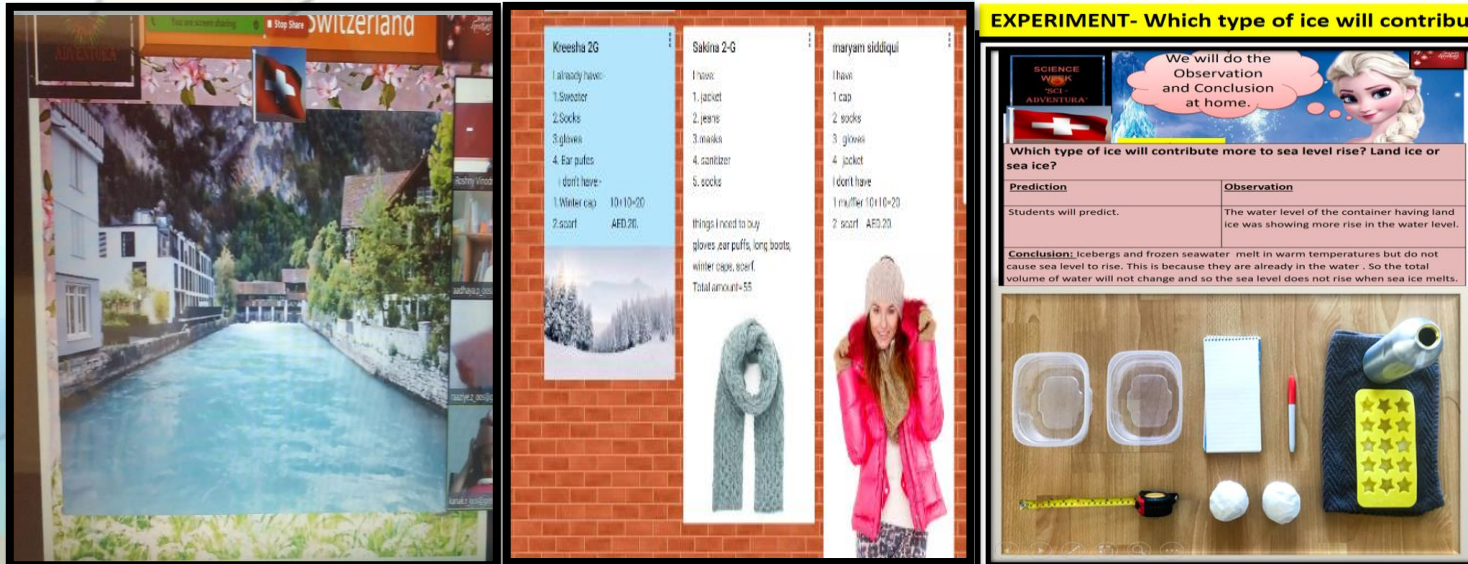 You are screen sharing
Stop Share
Switzerland
ADVENTURA
Roshny Vinod
Kreesha 2G
I already have:-
1.Sweater
2.Socks
3.gloves
4. Ear pufes
i don't have:-
1.Winter cap 10+10=20
2.scarf AED.20.
Sakina 2-G
I have:
1. jacket
2. jeans
3.masks
4. sanitizer
5. socks
things i need to buy
gloves ,ear puffs, long boots,
winter caps, scarf.
Total amount=55
maryam siddiqui
I have
1 cap
2 socks
3 gloves
4 jacket
I don't have
1 muffler 10+10=20
2 scarf AED.20.
EXPERIMENT- Which type of ice will contribu
SCIENCE
WEEK
'SCI -
ADVENTURA'
We will do the
Observation
and Conclusion
at home.
Which type of ice will contribute more to sea level rise? Land ice or
sea ice?
Prediction
Observation
Students will predict.
The water level of the container having land
ice was showing more rise in the water level.
Conclusion: Icebergs and frozen seawater melt in warm temperatures but do not
cause sea level to rise. This is because they are already in the water . So the total
volume of water will not change and so the sea level does not rise when sea ice melts.